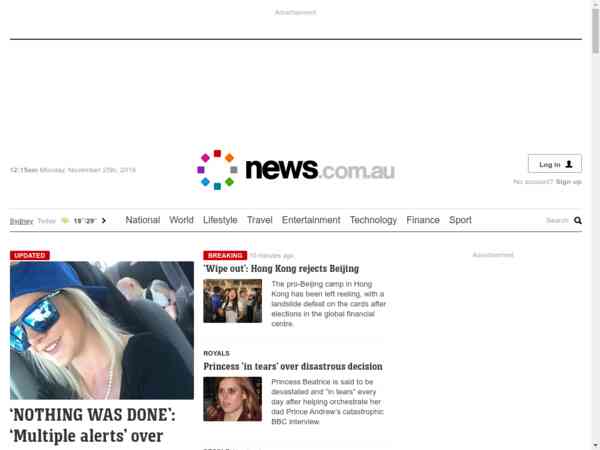 Advertisement
12:15am Monday, November 25th, 2019
news.com.au
Log in
No account? Sign up
Sydney Today 18° 29°
National World Lifestyle Travel Entertainment Technology Finance Sport
Search
UPDATED
‘NOTHING WAS DONE’:
‘Multiple alerts’ over
BREAKING 10 minutes ago
‘Wipe out’: Hong Kong rejects Beijing
The pro-Beijing camp in Hong
Kong has been left reeling, with a
landslide defeat on the cards after
elections in the global financial
centre.
ROYALS
Princess ‘in tears’ over disastrous decision
Princess Beatrice is said to be
devastated and “in tears” every
day after helping orchestrate her
dad Prince Andrew’s catastrophic
BBC interview.
Advertisement